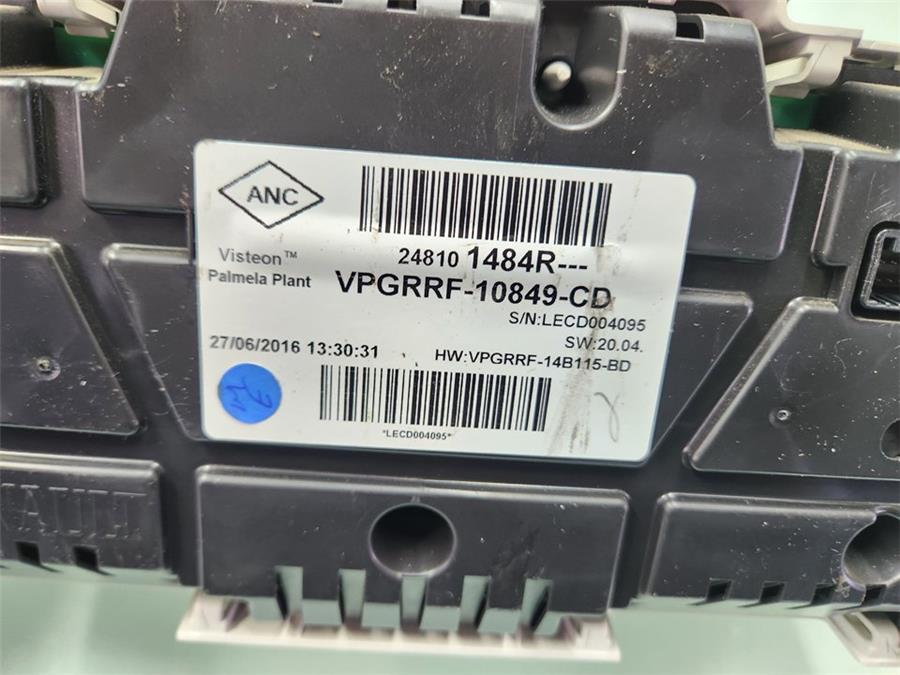 ANC
24810 1484R---
Visteon™
Palmela Plant
VPGRRF-10849-CD
S/N:LECD004095
SW:20.04.
27/06/2016 13:30:31
HW:VPGRRF-14B115-BD
*LECD004095*
AULT